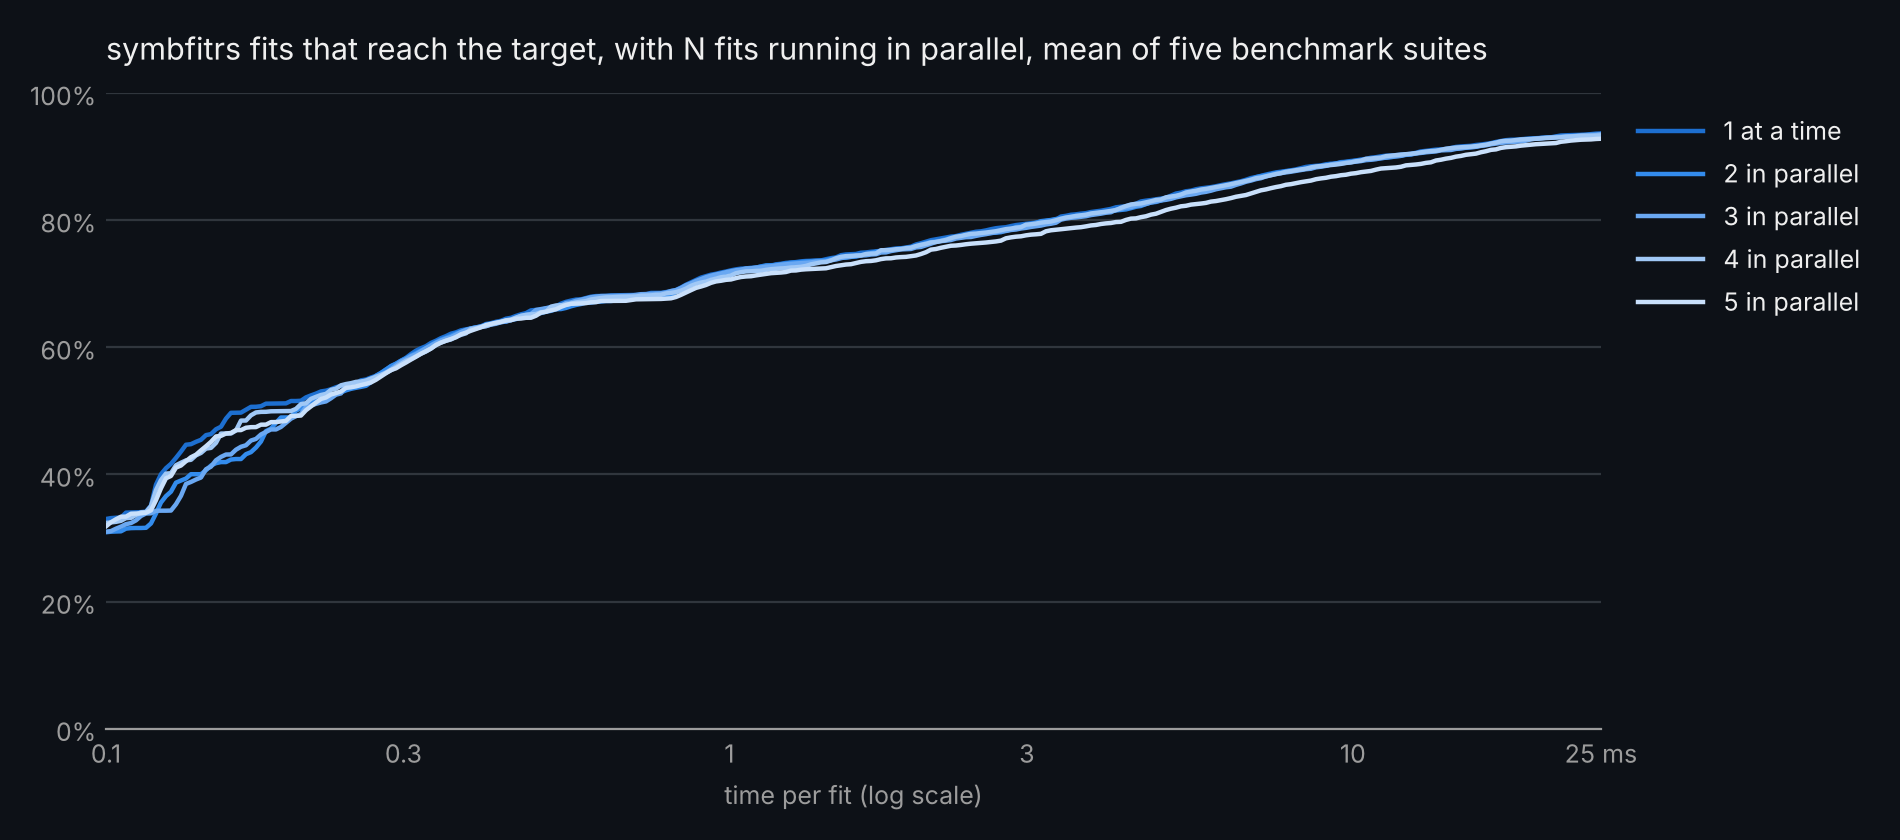 symbfitrs fits that reach the target, with N fits running in parallel, mean of five benchmark suites
100%
80%
60%
40%
20%
0%
0.1
0.3
1
3
10
25 ms
time per fit (log scale)
1 at a time
2 in parallel
3 in parallel
4 in parallel
5 in parallel